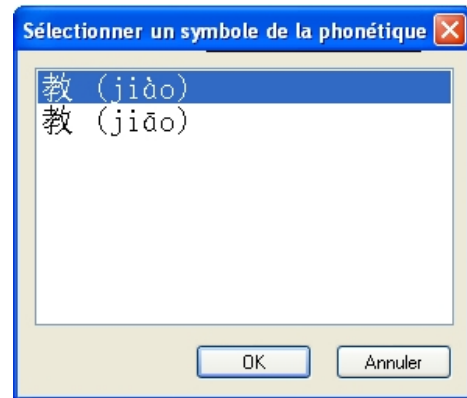 Sélectionner un symbole de la phonétique
教 (jiào)
教 (jiāo)
OK
Annuler